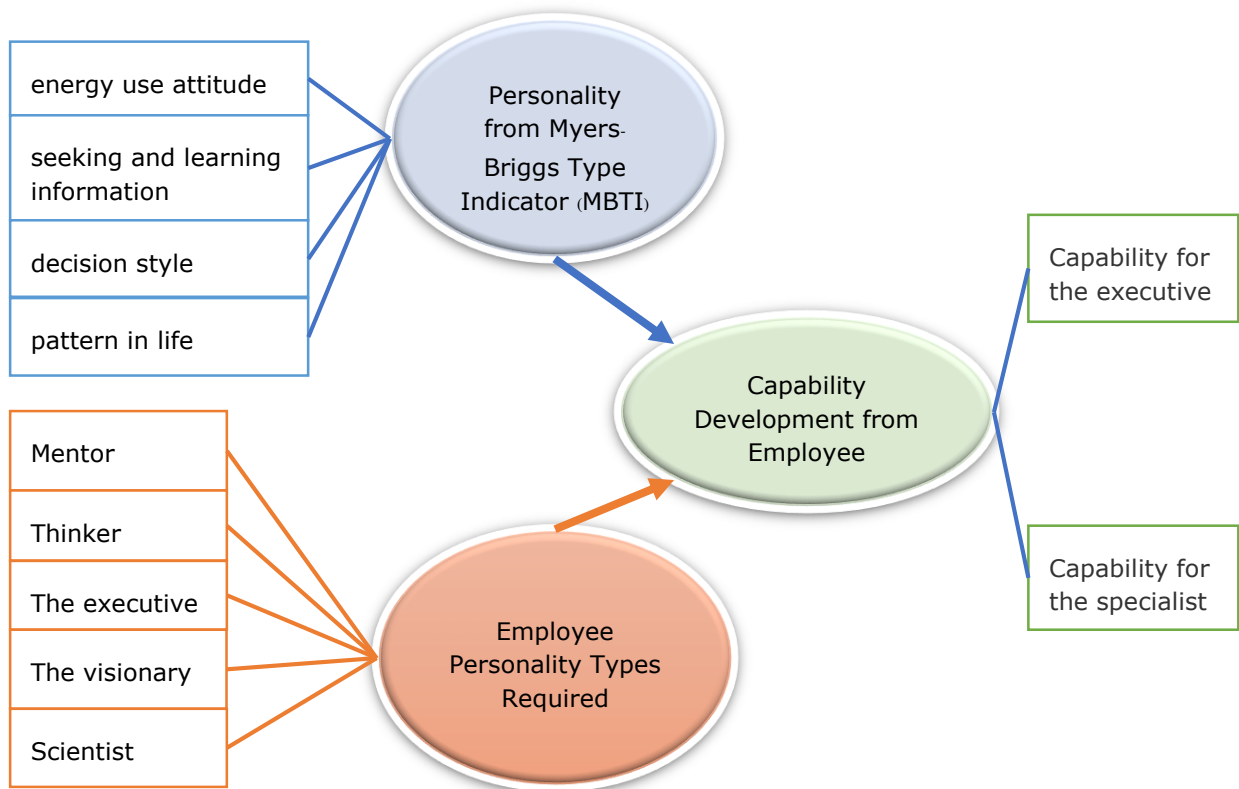 energy use attitude
seeking and learning
information
decision style
pattern in life
Personality
from Myers-
Briggs Type
Indicator (MBTI)
Mentor
Thinker
The executive
The visionary
Scientist
Employee
Personality Types
Required
Capability
Development from
Employee
Capability for
the executive
Capability for
the specialist